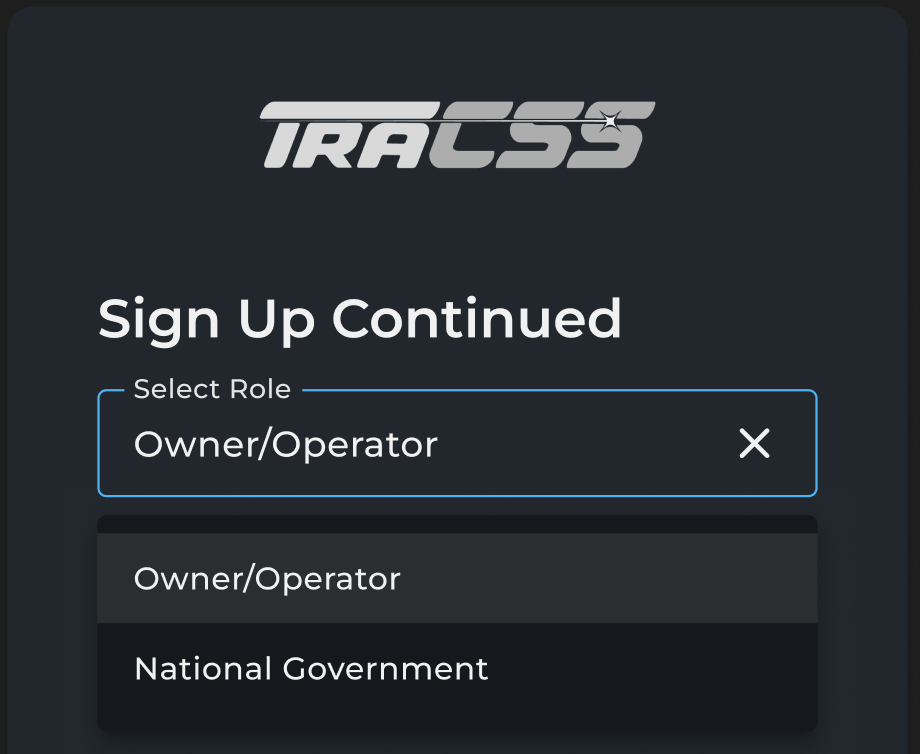 TRACSS
Sign Up Continued
Select Role
Owner/Operator
Owner/Operator
National Government